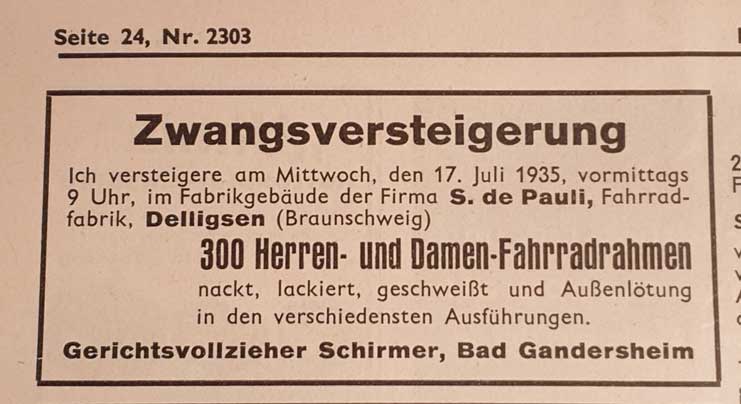 Seite 24, Nr. 2303
Zwangsversteigerung
Ich versteigere am Mittwoch, den 17. Juli 1935, vormittags
9 Uhr, im Fabrikgebäude der Firma S. de Pauli, Fahrrad-
fabrik, Delligsen (Braunschweig)
300 Herren- und Damen-Fahrradrahmen
nackt, lackiert, geschweißt und Außenlötung
in den verschiedensten Ausführungen.
Gerichtsvollzieher Schirmer, Bad Gandersheim